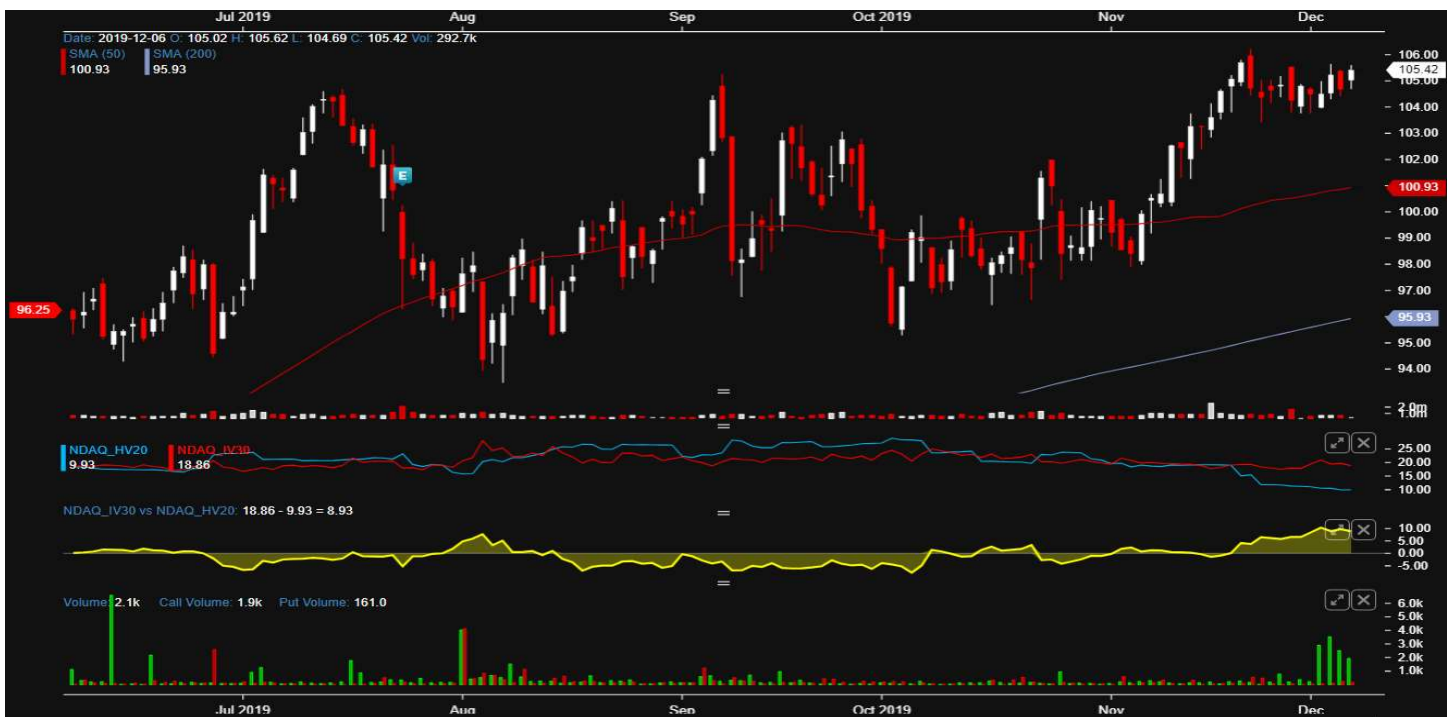 Jul 2019 Aug Sep Oct 2019 Nov Dec
Date: 2019-12-06 O: 105.02 H: 105.62 L: 104.69 C: 105.42 Vol: 292.7k
SMA (50) SMA (200)
100.93 95.93
106.00
105.42
105.00
104.00
103.00
102.00
E
100.93
100.00
99.00
98.00
97.00
96.25
95.93
95.00
94.00
2.0m
1.0m
NDAQ_HV20 NDAQ_IV30
9.93 18.86
25.00
20.00
15.00
10.00
NDAQ_IV30 vs NDAQ_HV20: 18.86 - 9.93 = 8.93
10.00
5.00
0.00
-5.00
Volume: 2.1k Call Volume: 1.9k Put Volume: 161.0
6.0k
5.0k
4.0k
3.0k
2.0k
1.0k
Jul 2019 Aug Sep Oct 2019 Nov Dec